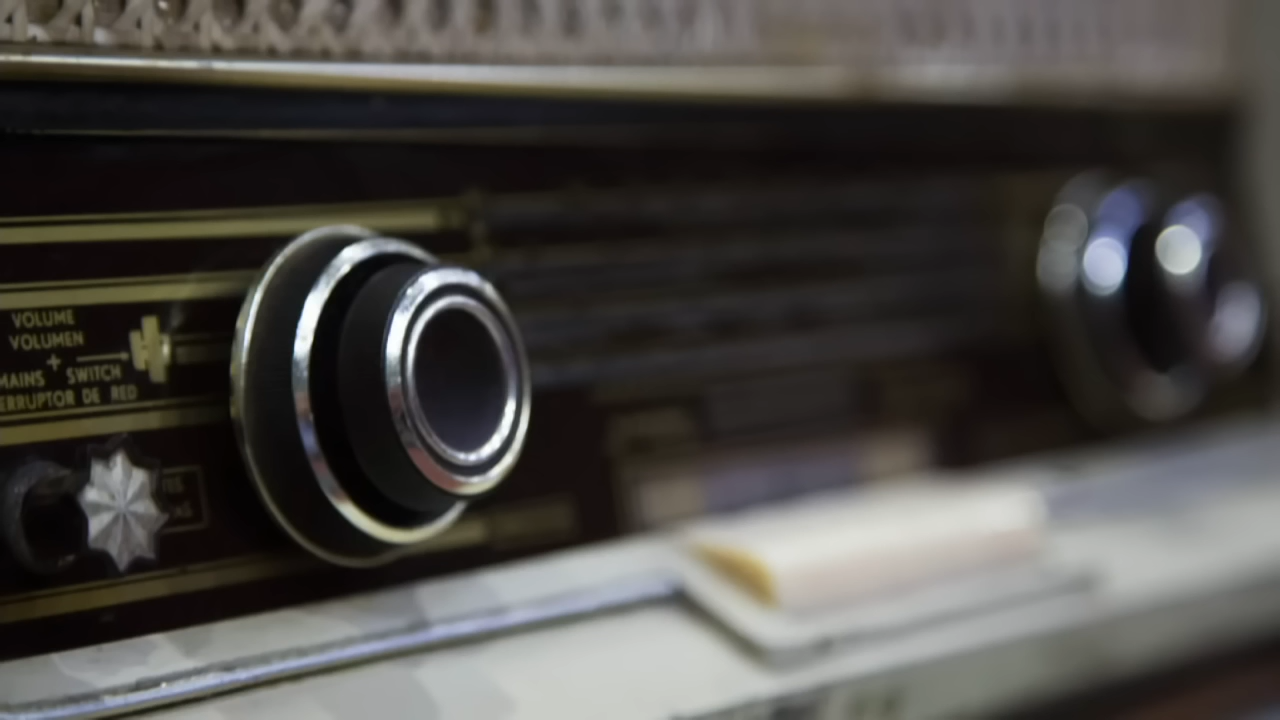 VOLUME
VOLUMEN
+
MAINS SWITCH
ERRUPTOR DE RED